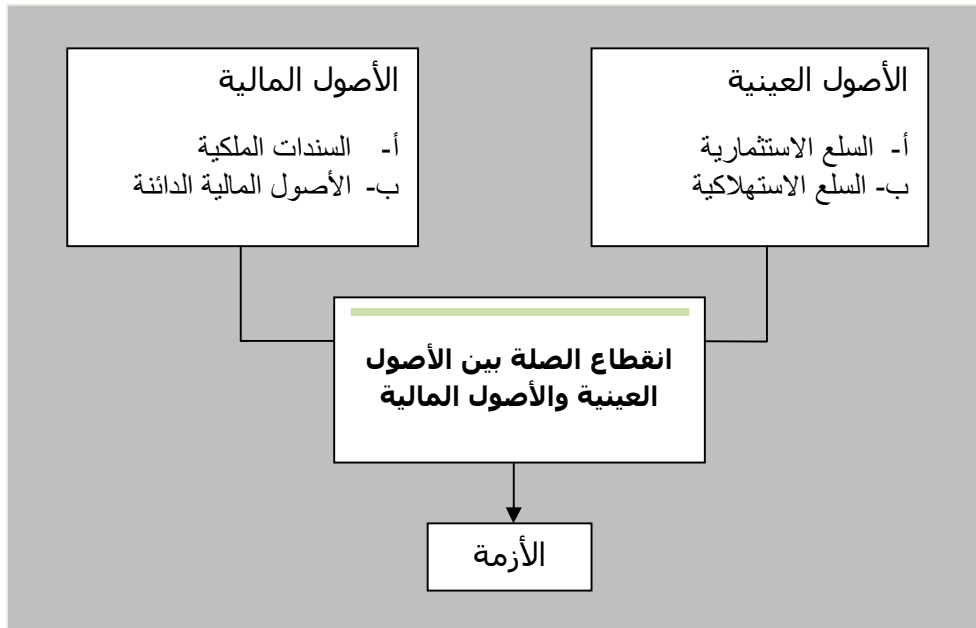 الأصول العينية
أ- السلع الاستثمارية
ب- السلع الاستهلاكية
الأصول المالية
أ- السندات الملكية
ب- الأصول المالية الدائنة
انقطاع الصلة بين الأصول
العينية والأصول المالية
الأزمة